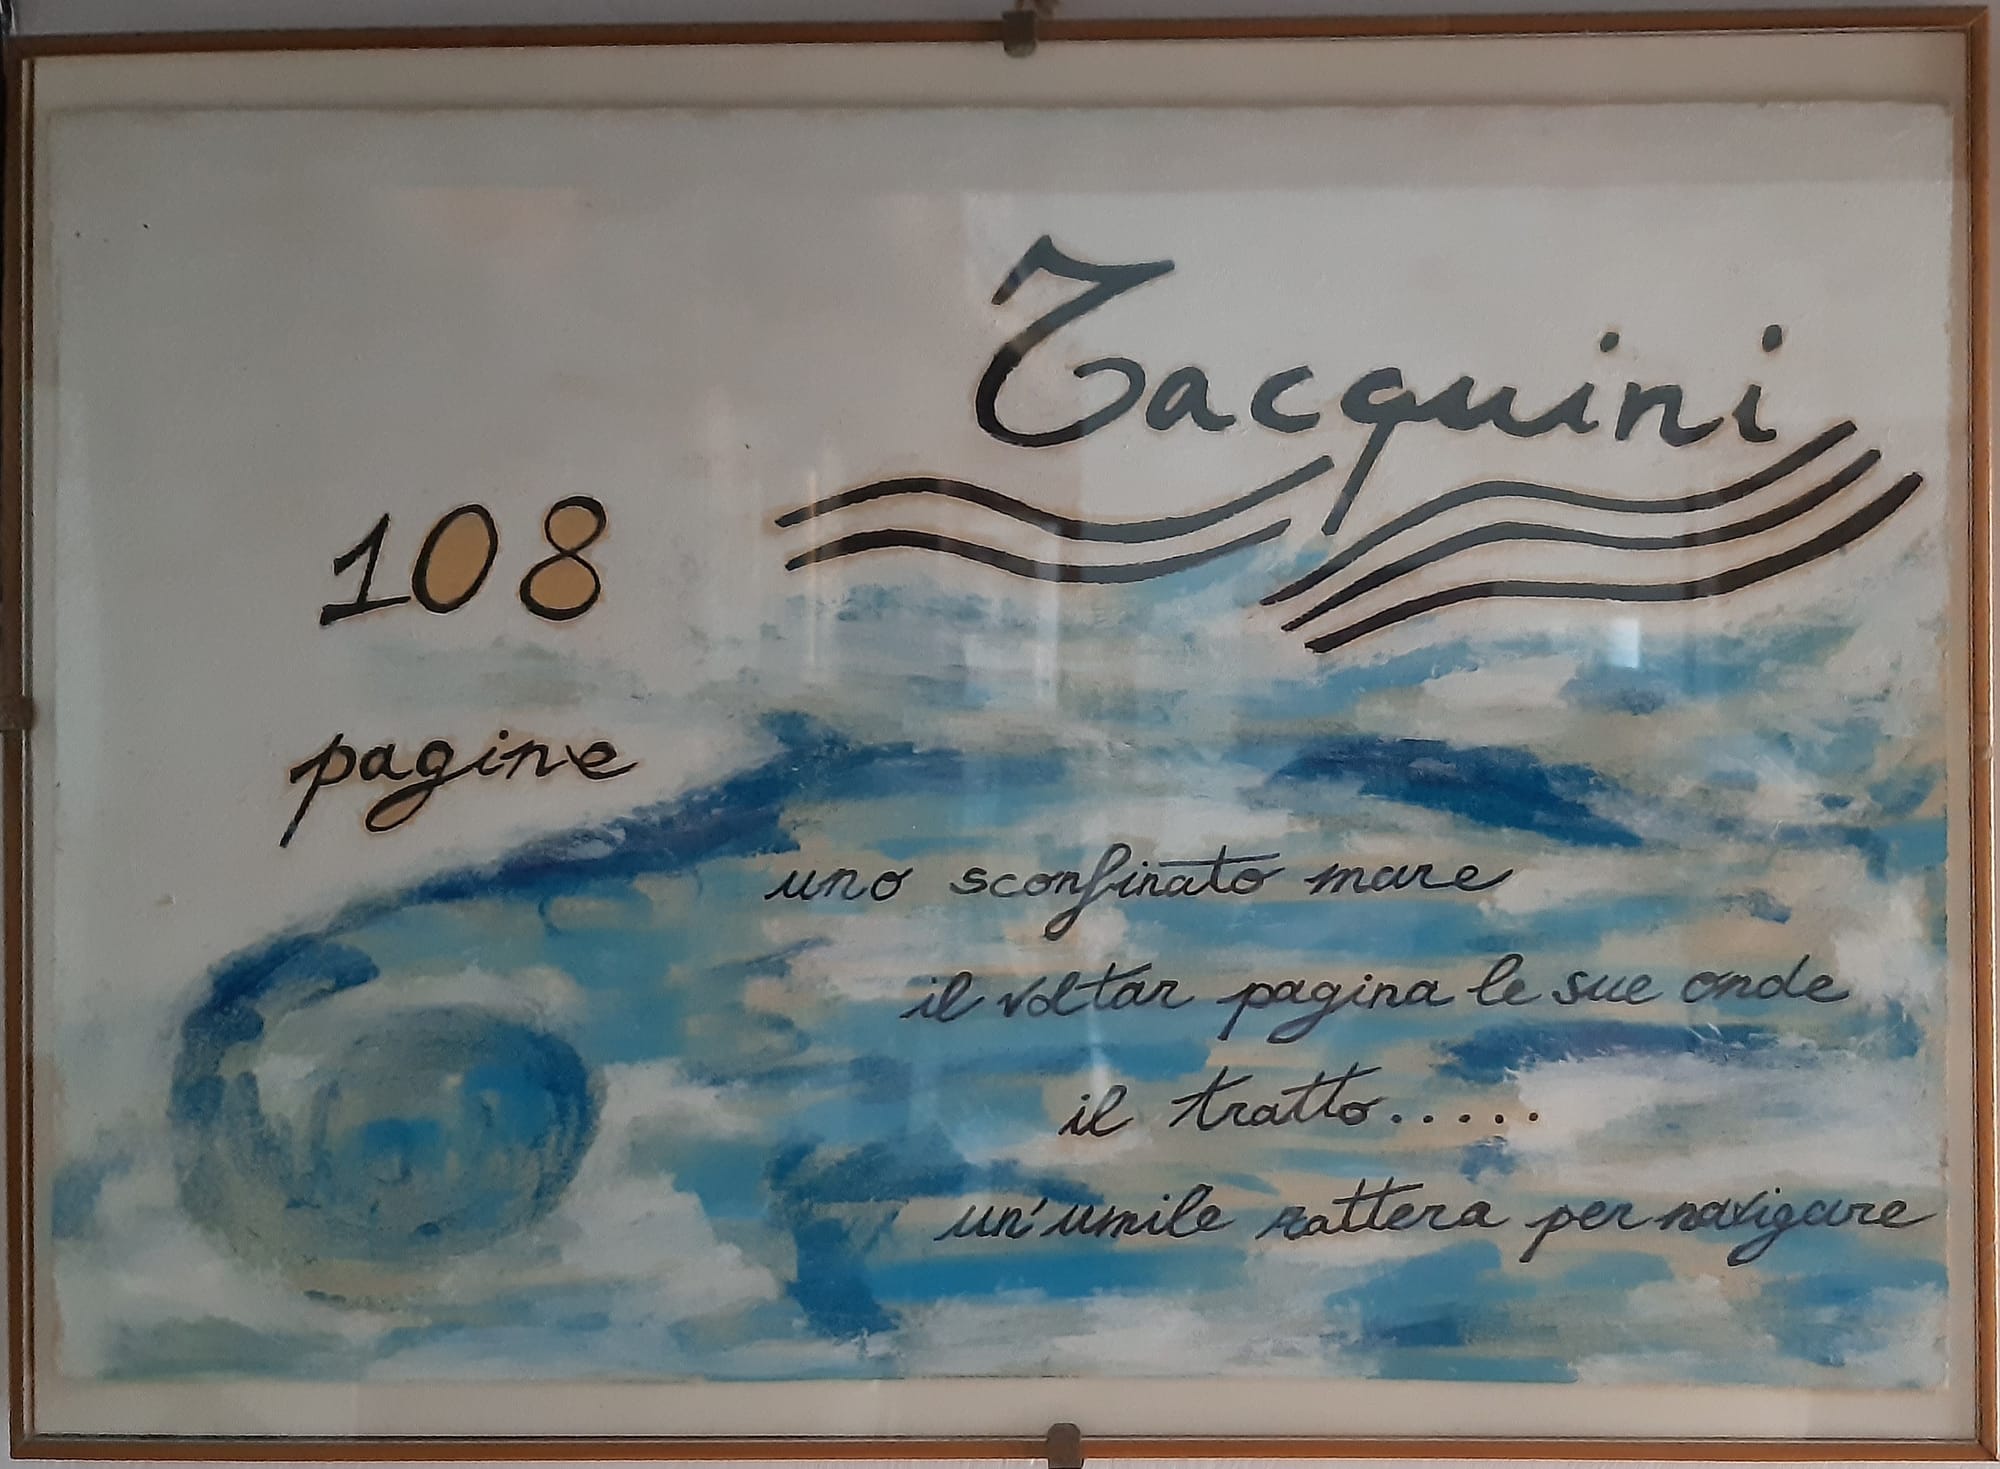 Tacquini
108
pagine
uno sconfinato mare
il voltar pagina le sue onde
il tratto.....
un'umile zattera per navigare